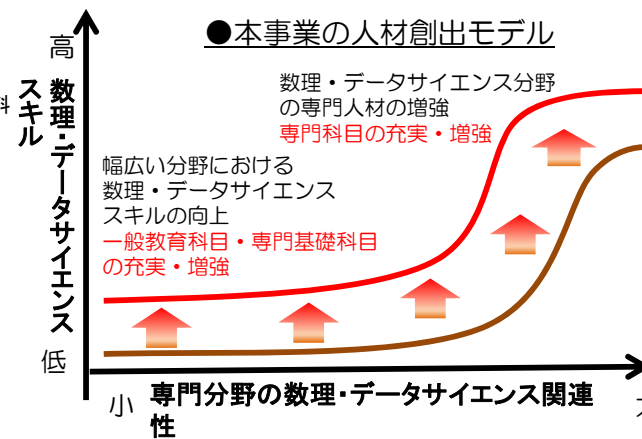 ●本事業の人材創出モデル
高
数理・データサイエンス
スキル
数理・データサイエンス分野
の専門人材の増強
専門科目の充実・増強
幅広い分野における
数理・データサイエンス
スキルの向上
一般教育科目・専門基礎科目
の充実・増強
低
小
専門分野の数理・データサイエンス関連
性